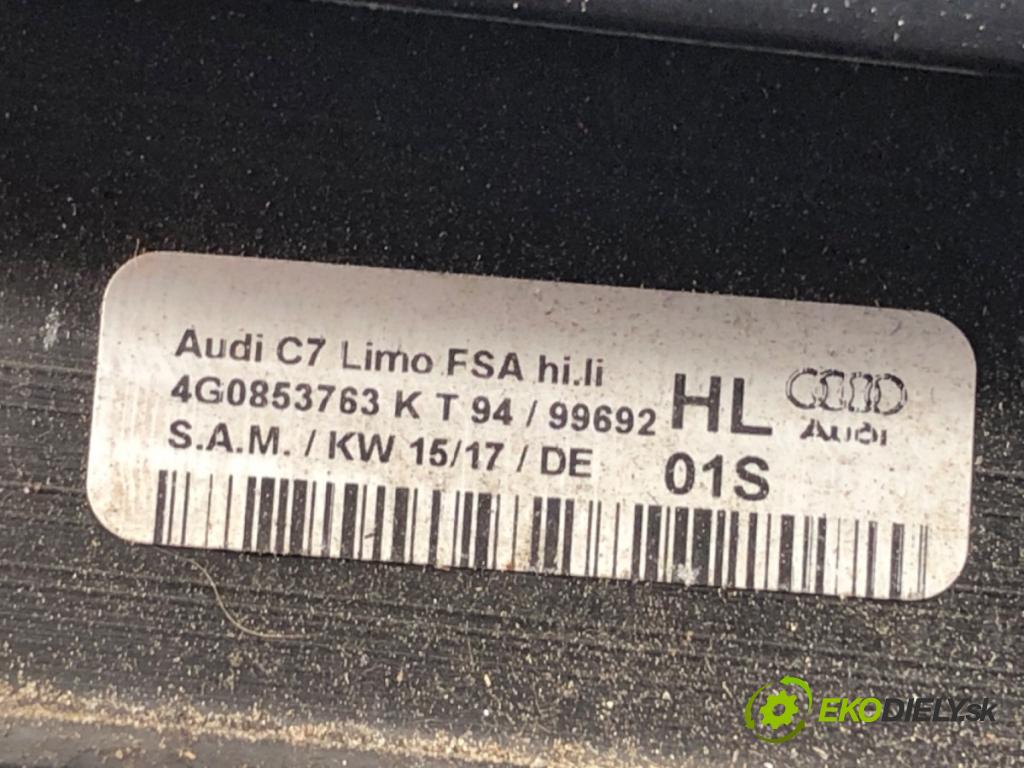 Audi C7 Limo FSA hi.li
4G0853763 K T 94 / 99692
S.A.M. / KW 15/17 / DE
HL
01S
Audi
EKODIELY.sk